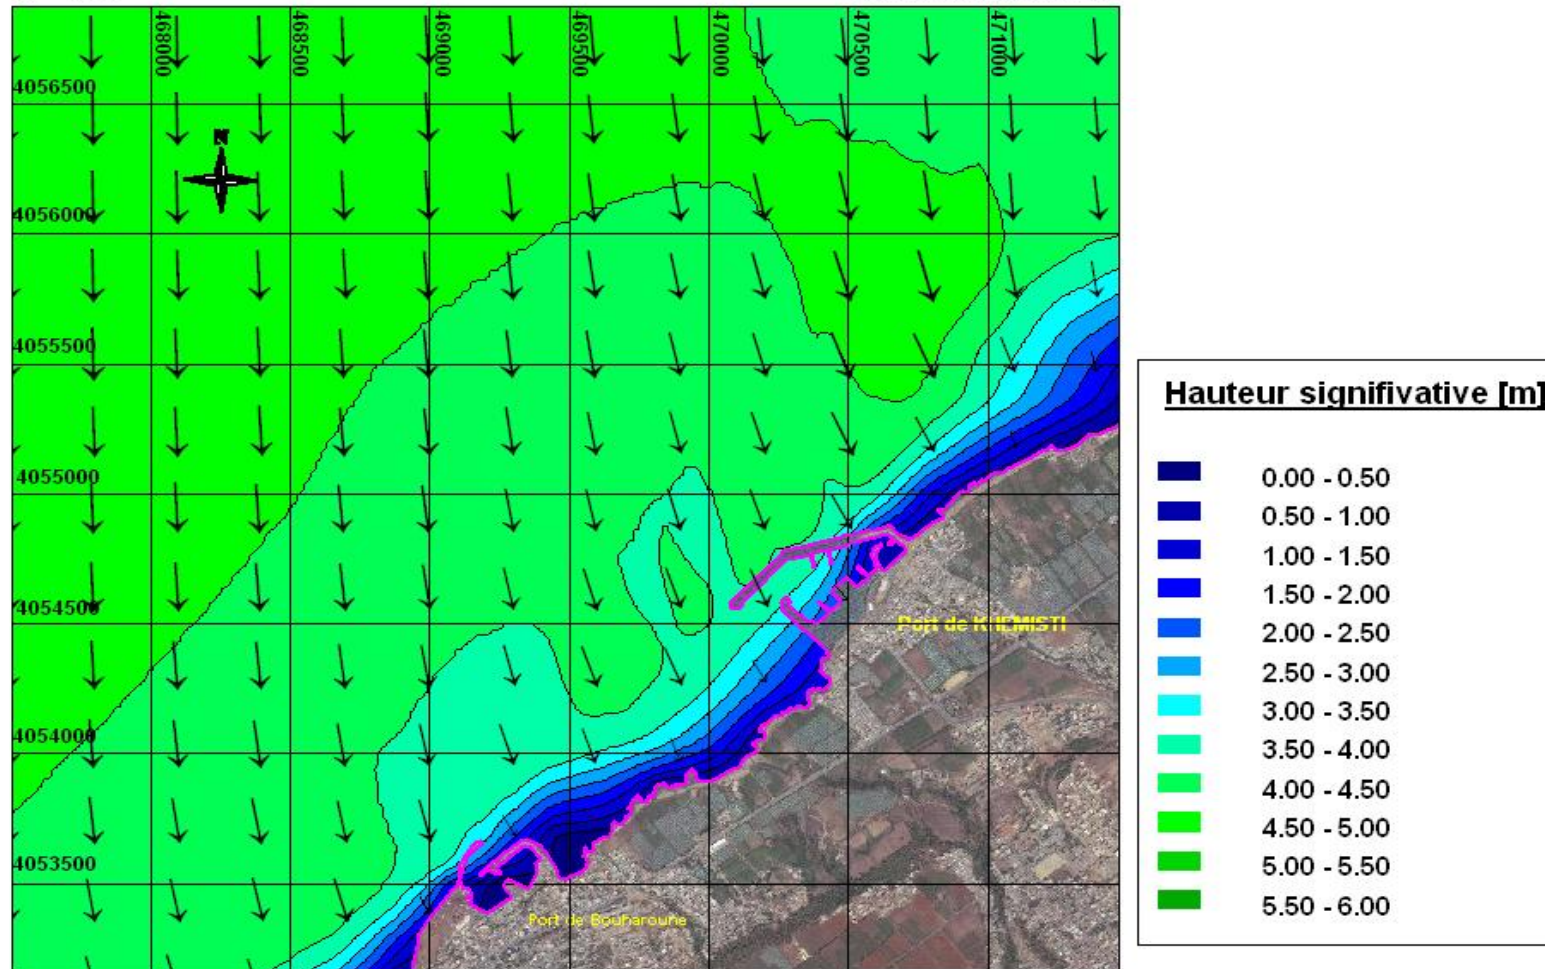 468000
468500
469000
469500
470000
470500
471000
4056500
N
4056000
4055500
4055000
4054500
4054000
4053500
Port de KHEMISTI
Port de Bouharoune
Hauteur signifivative [m]
0.00 - 0.50
0.50 - 1.00
1.00 - 1.50
1.50 - 2.00
2.00 - 2.50
2.50 - 3.00
3.00 - 3.50
3.50 - 4.00
4.00 - 4.50
4.50 - 5.00
5.00 - 5.50
5.50 - 6.00